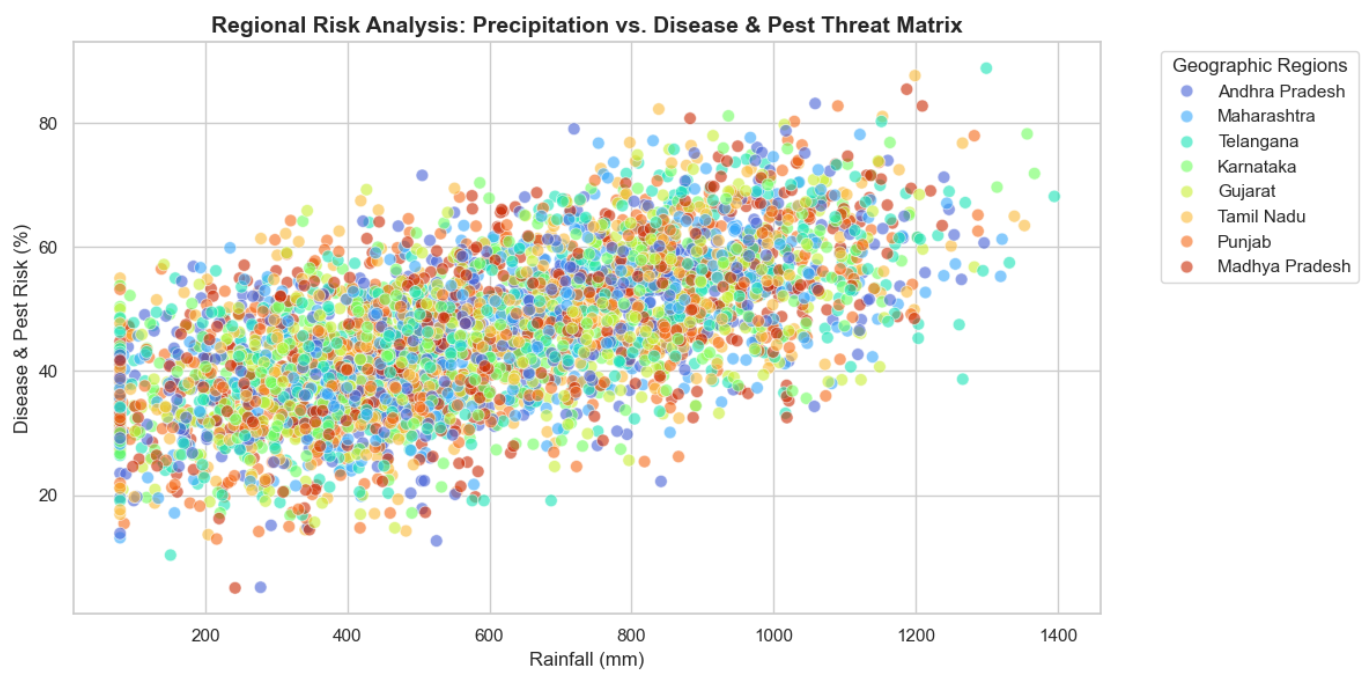 Regional Risk Analysis: Precipitation vs. Disease & Pest Threat Matrix
Disease & Pest Risk (%)
80
60
40
20
200
400
600
800
1000
1200
1400
Rainfall (mm)
Geographic Regions
Andhra Pradesh
Maharashtra
Telangana
Karnataka
Gujarat
Tamil Nadu
Punjab
Madhya Pradesh